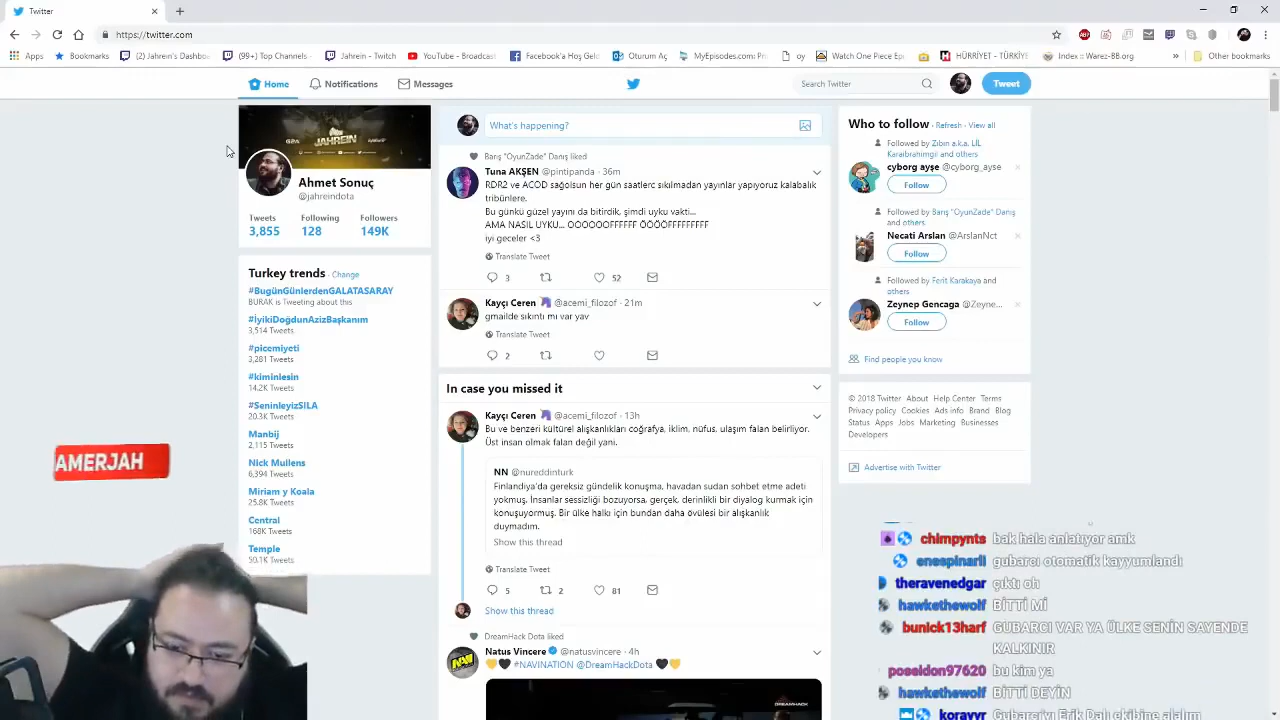 Twitter
https://twitter.com
Apps
Bookmarks
(2) Jahrein's Dashbo
(99+) Top Channels -
Jahrein - Twitch
YouTube - Broadcast
Facebook'a Hoş Geld
Oturum Aç
MyEpisodes.com: Pri
oy
Watch One Piece Ep
HÜRRİYET - TÜRKİYE
Index :: Warez-BB.org
Other bookmarks
Home
Notifications
Messages
Search Twitter
Tweet
JAHREIN
Ahmet Sonuç
@jahreindota
Tweets Following Followers
3,855 128 149K
Turkey trends · Change
#BugünGünlerdenGALATASARAY
BURAK is Tweeting about this
#İyikiDoğdunAzizBaşkanım
3,514 Tweets
#picemiyeti
3,281 Tweets
#kiminlesin
14.2K Tweets
#SeninleyizSILA
20.3K Tweets
Manbij
2,115 Tweets
Nick Mullens
6,394 Tweets
Miriam y Koala
25.8K Tweets
Central
168K Tweets
Temple
50.1K Tweets
AMERJAH
What's happening?
Barış "OyunZade" Danış liked
Tuna AKŞEN @pintipanda · 36m
RDR2 ve ACOD sağolsun her gün saatlerc sıkılmadan yayınlar yapıyoruz kalabalık
tribünlere.
Bu günkü güzel yayını da bitirdik, şimdi uyku vakti...
iyi geceler <3
Translate Tweet
3
52
Kayçı Ceren @acemi_filozof · 21m
gmailde sıkıntı mı var yav
Translate Tweet
2
In case you missed it
Kayçı Ceren @acemi_filozof · 13h
Bu ve benzeri kültürel alışkanlıkları coğrafya, iklin, nüfus, ulaşım falan beliriyor.
Üst insan olmak falan değil yani.
NN @nureddinturk
Finlandiya'da gereksiz gündelik konuşma, havadan sudan sohbet etme adeti
yokmuş. İnsanlar sessizliği bozuyorsa, gerçek derinlikli bir diyalog kurmak için
konuşuyormuş. Bir ülke halkı için bundan daha övülesi bir alışkanlık
duymadım.
Show this thread
Translate Tweet
5
2
81
Show this thread
DreamHack Dota liked
Natus Vincere @natusvincere · 4h
#NAVINATION @DreamHackDota
DREAMHACK
Who to follow · Refresh · View all
Followed by Zıbın a.k.a. LİL
Karaibrahimgil and others
cyborg ayşe @cyborg_ayse
Follow
Followed by Barış "OyunZade" Danış
and others
Necati Arslan @ArslanNct
Follow
Followed by Ferit Karakaya and
others
Zeynep Gencaga @Zeyne...
Follow
Find people you know
© 2018 Twitter About Help Center Terms
Privacy policy Cookies Ads info Brand Blog
Status Apps Jobs Marketing Businesses
Developers
Advertise with Twitter
chimpynts bak hala anlatıyor amk
enespinarli gubarcı otomatik kayyumlandı
theravenedgar çıktı oh
hawkethewolf BİTTİ Mİ
bunick13harf GUBARCI VAR YA ÜLKE SENİN SAYENDE
KALKINIR
poseidon97620 bu kim ya
hawkethewolf BİTTİ DEYİN
korayyr